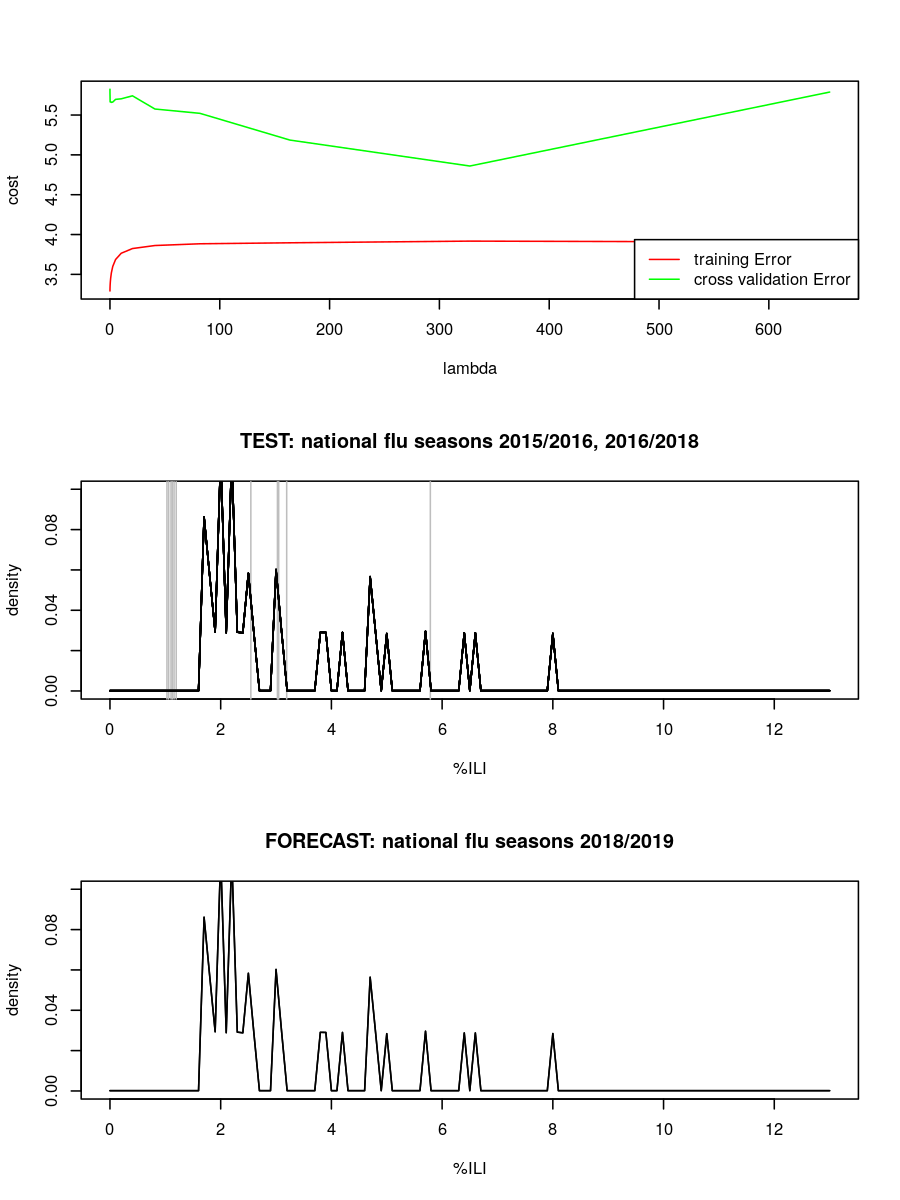 5.5
5.0
4.5
4.0
3.5
cost
training Error
cross validation Error
0 100 200 300 400 500 600
lambda
TEST: national flu seasons 2015/2016, 2016/2018
0.08
0.04
0.00
density
0 2 4 6 8 10 12
%ILI
FORECAST: national flu seasons 2018/2019
0.08
0.04
0.00
density
0 2 4 6 8 10 12
%ILI